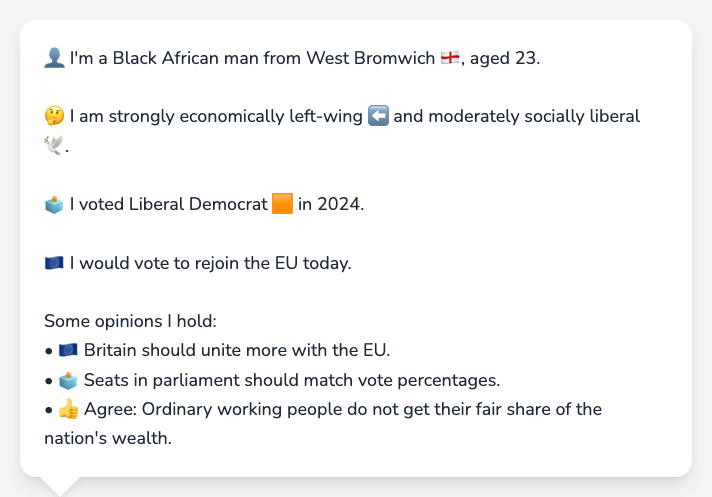 👤 I'm a Black African man from West Bromwich 🏴󠁧󠁢󠁥󠁮󠁧󠁿, aged 23.
🤔 I am strongly economically left-wing ⬅️ and moderately socially liberal
🕊️.
🗳️ I voted Liberal Democrat 🟧 in 2024.
🇪🇺 I would vote to rejoin the EU today.
Some opinions I hold:
• 🇪🇺 Britain should unite more with the EU.
• 🗳️ Seats in parliament should match vote percentages.
• 👍 Agree: Ordinary working people do not get their fair share of the
nation's wealth.